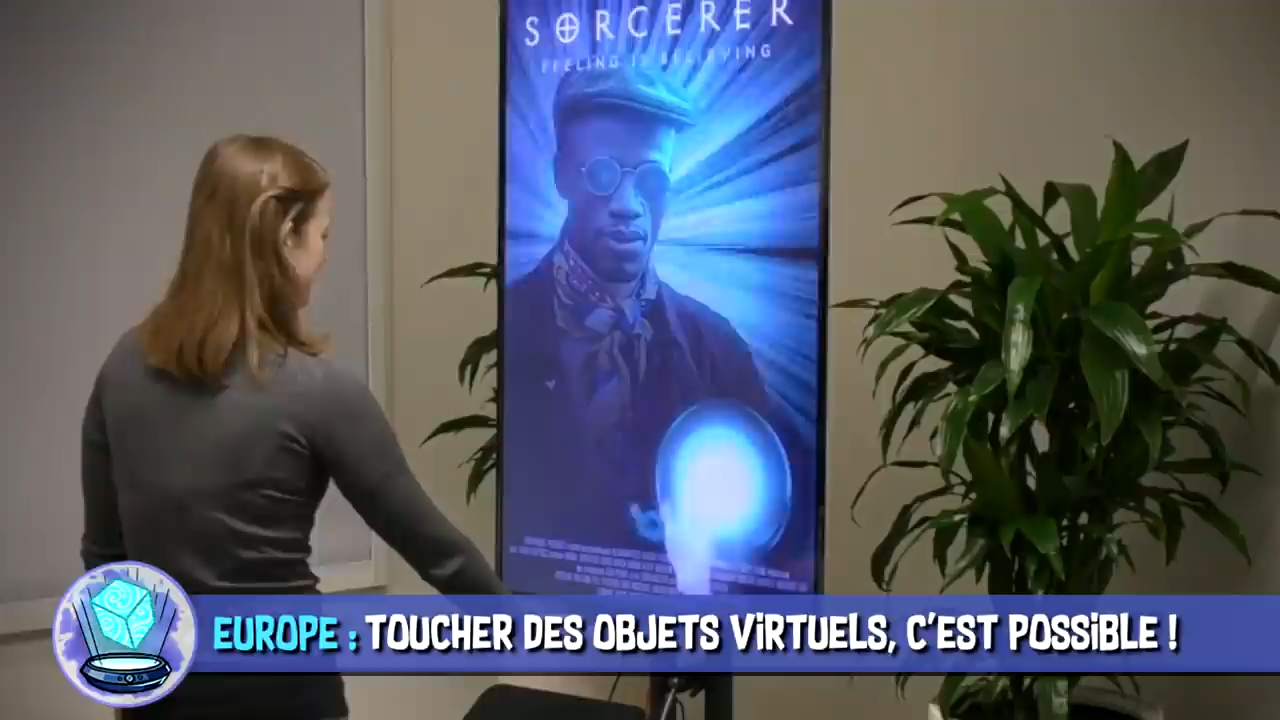 SORCERER
FEELING IS BELIEVING
EUROPE : TOUCHER DES OBJETS VIRTUELS, C'EST POSSIBLE !